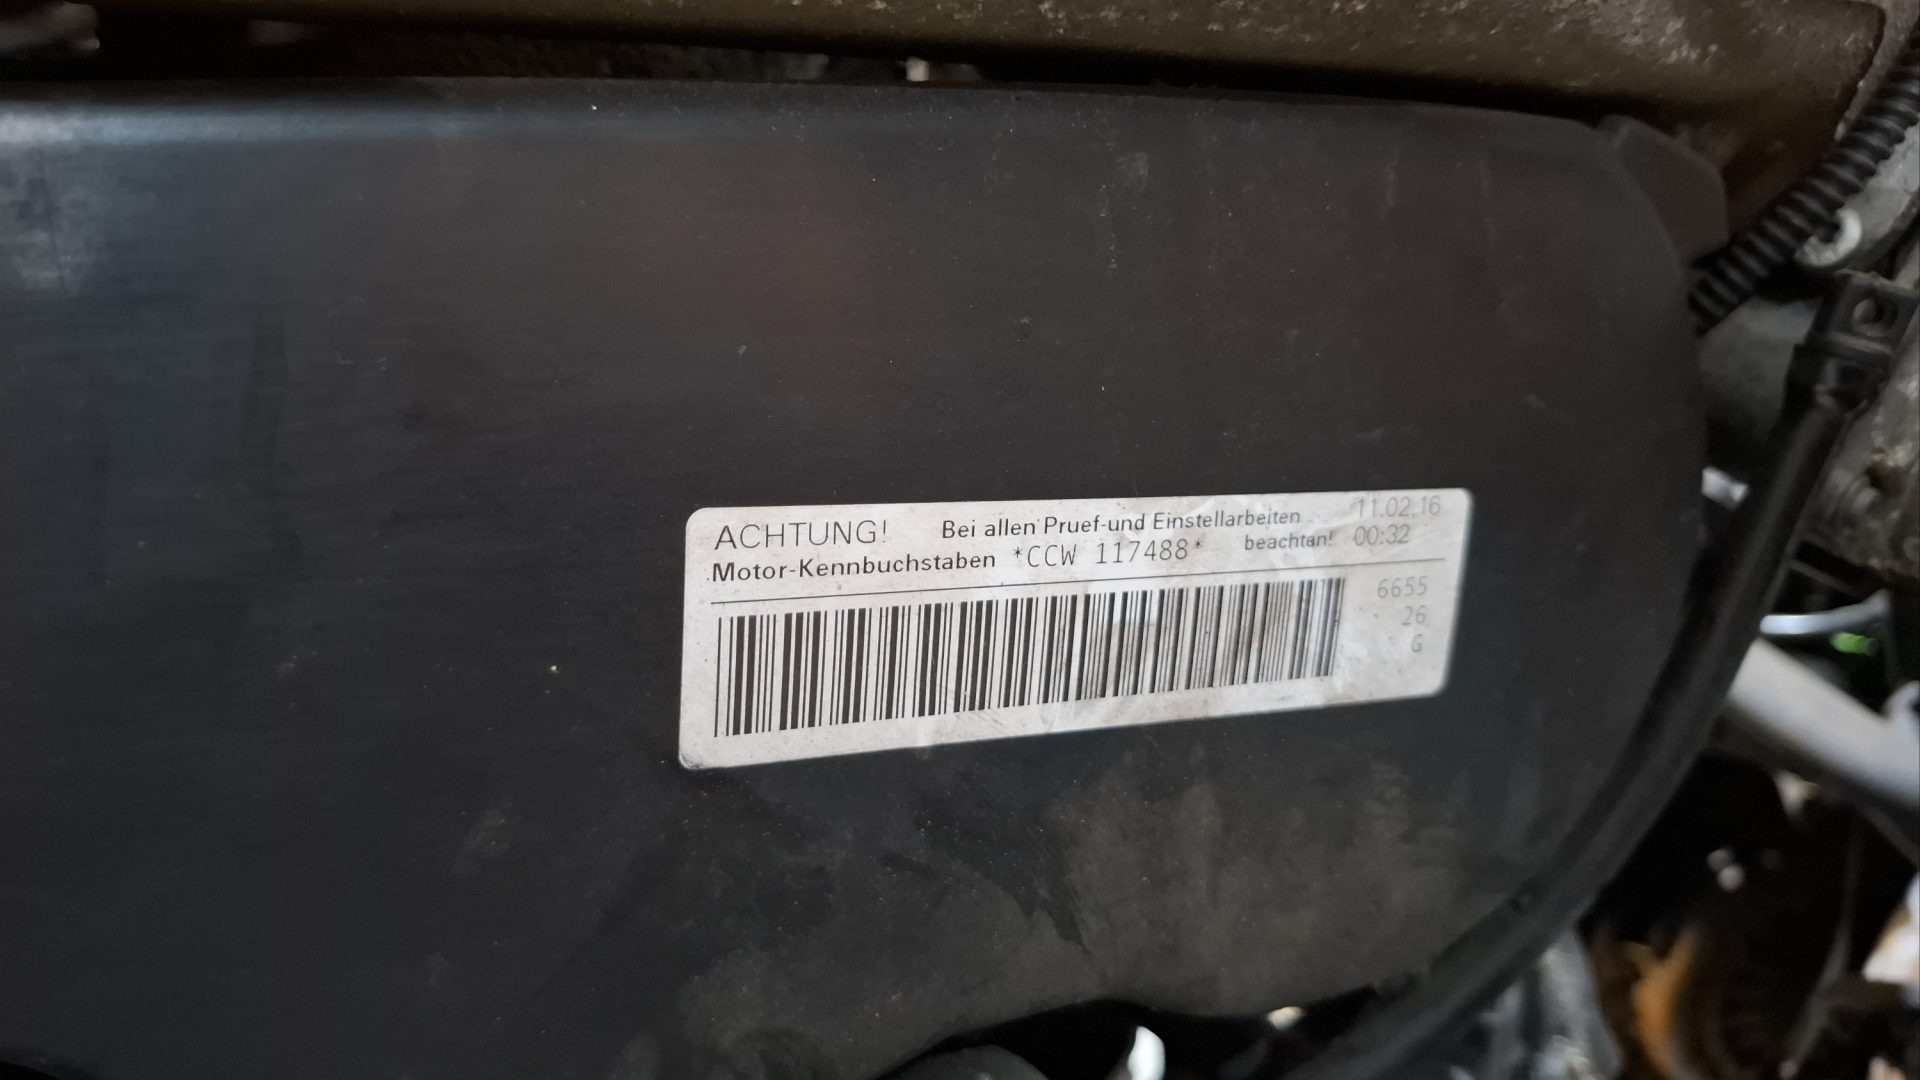 ACHTUNG! Bei allen Pruef-und Einstellarbeiten 11.02.16
Motor-Kennbuchstaben *CCW 117488* beachtan! 00:32
6655
26
G